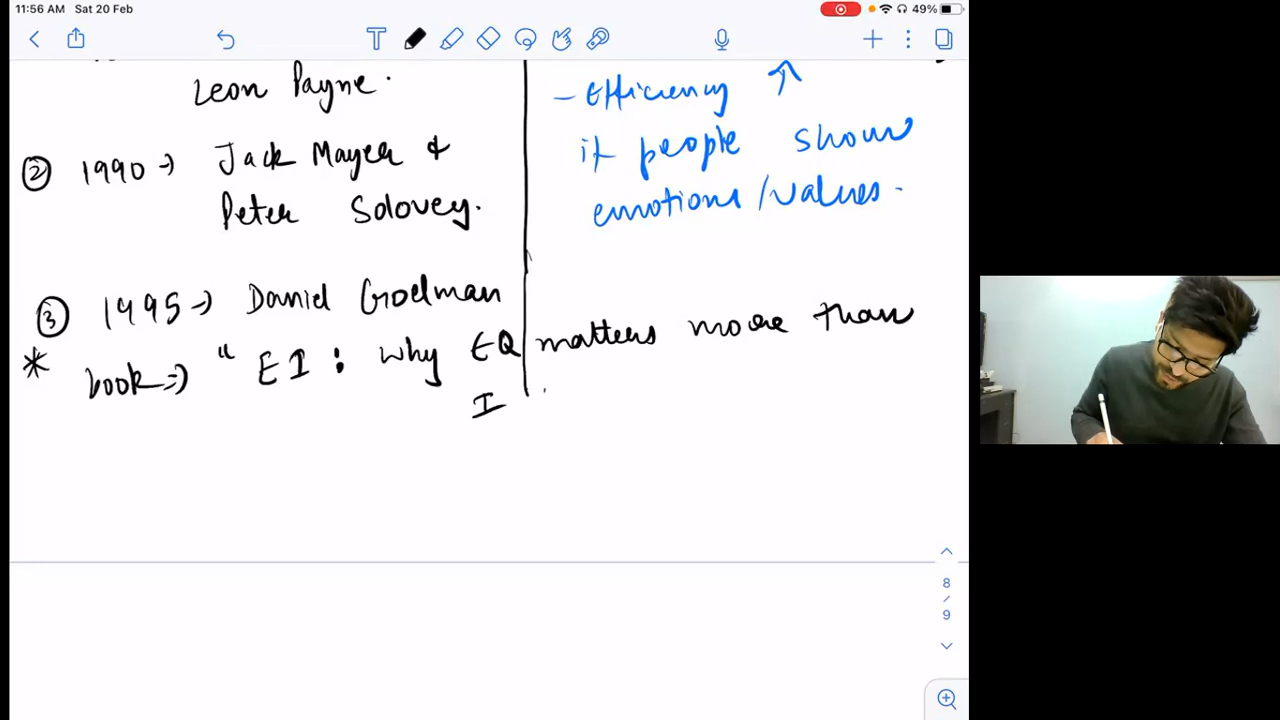 11:56 AM Sat 20 Feb
49%
Leon Payne.
② 1990 → Jack Mayer &
Peter Solovey.
③ 1995 → Daniel Goelman
* book => " EI : Why EQ matters more than
I
- Efficiency ↑
if people show
emotions/values.
8
/
9